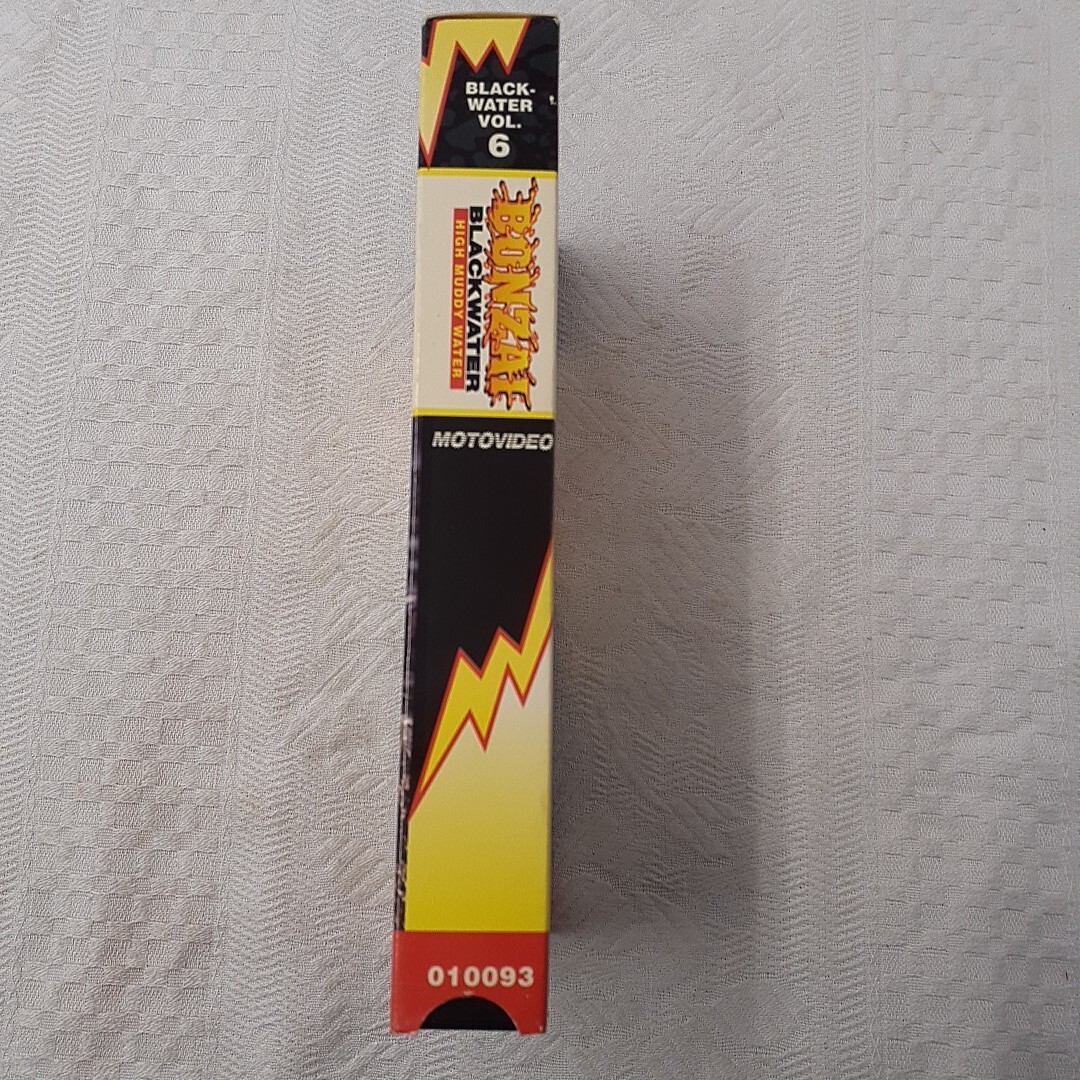 BLACK-
WATER
VOL.
6
BONZAI
BLACKWATER
HIGH MUDDY WATER
MOTOVIDEO
010093